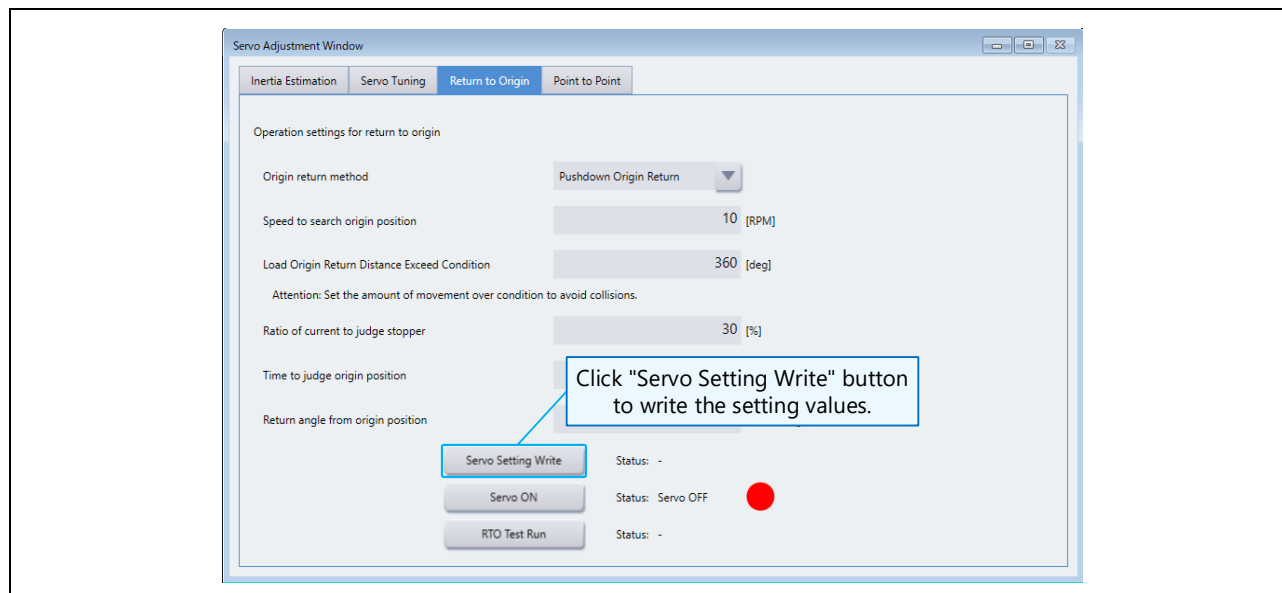 Servo Adjustment Window
Inertia Estimation Servo Tuning Return to Origin Point to Point
Operation settings for return to origin
Origin return method Pushdown Origin Return
Speed to search origin position 10 [RPM]
Load Origin Return Distance Exceed Condition 360 [deg]
Attention: Set the amount of movement over condition to avoid collisions.
Ratio of current to judge stopper 30 [%]
Time to judge origin position
Click "Servo Setting Write" button
to write the setting values.
Return angle from origin position
Servo Setting Write Status: -
Servo ON Status: Servo OFF
RTO Test Run Status: -